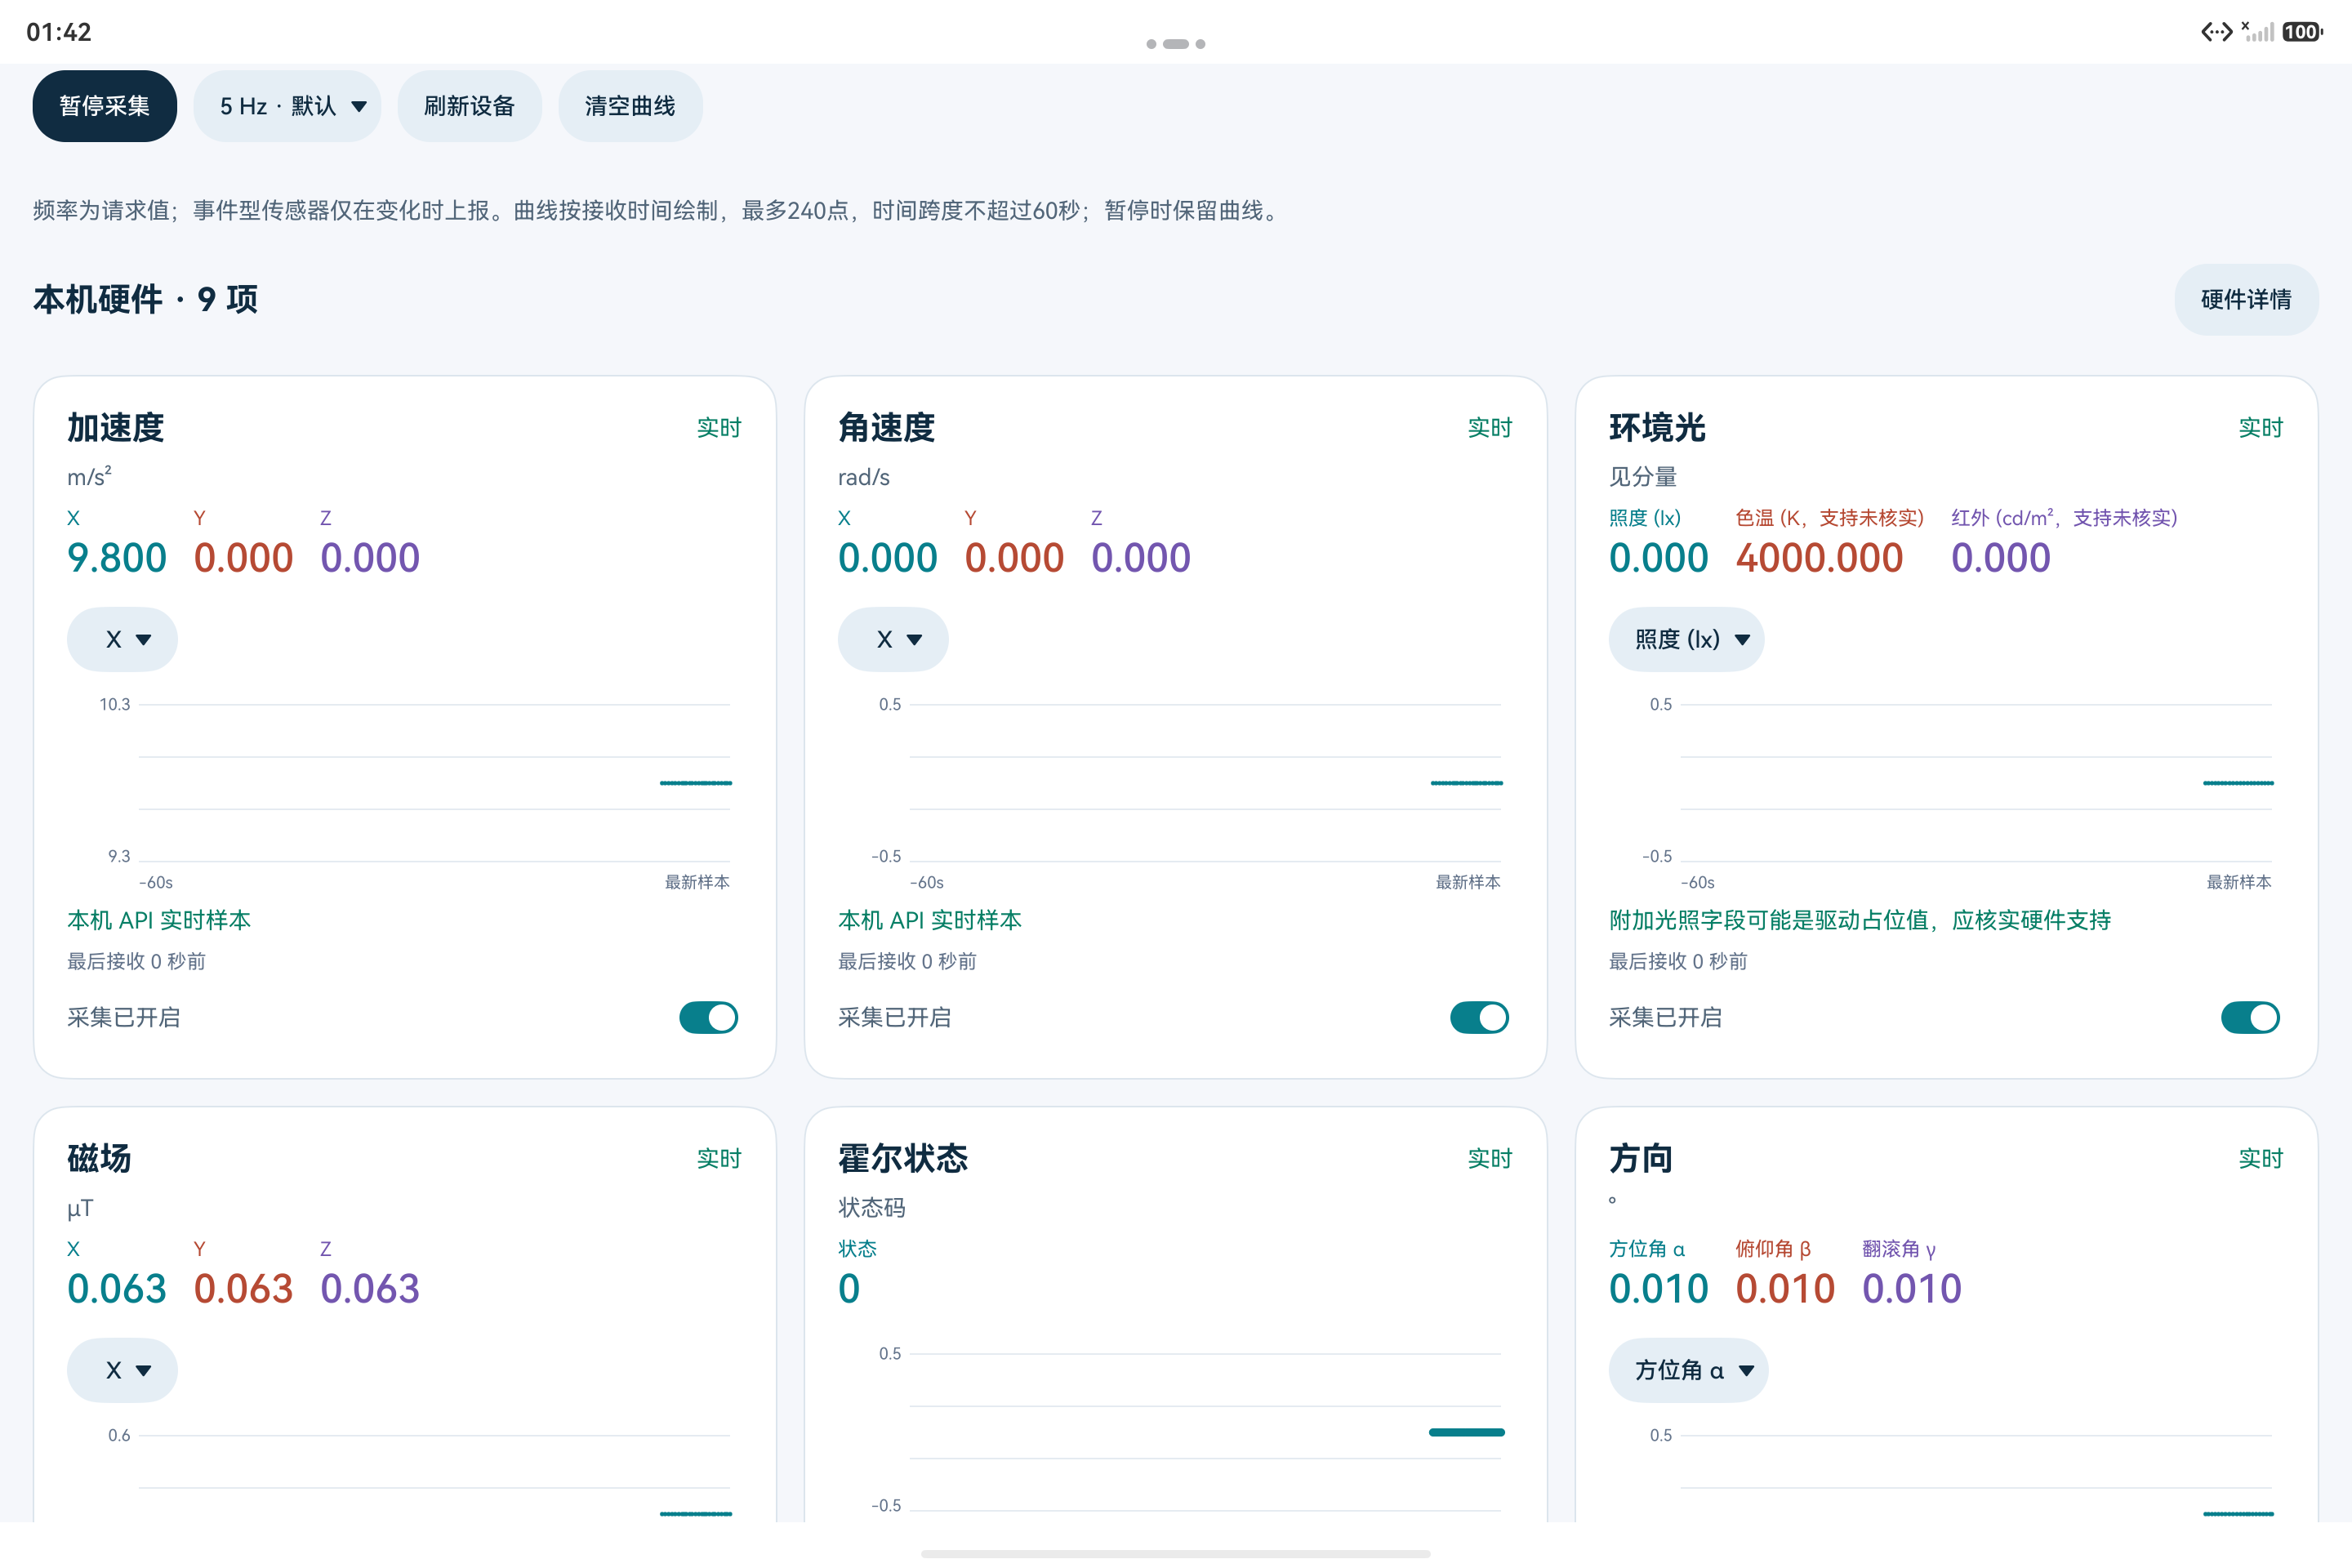 01:42
100
暂停采集
5 Hz · 默认
刷新设备
清空曲线
频率为请求值；事件型传感器仅在变化时上报。曲线按接收时间绘制，最多240点，时间跨度不超过60秒；暂停时保留曲线。
本机硬件 · 9 项
硬件详情
加速度
实时
m/s²
X Y Z
9.800 0.000 0.000
X
10.3
9.3
-60s 最新样本
本机 API 实时样本
最后接收 0 秒前
采集已开启
角速度
实时
rad/s
X Y Z
0.000 0.000 0.000
X
0.5
-0.5
-60s 最新样本
本机 API 实时样本
最后接收 0 秒前
采集已开启
环境光
实时
见分量
照度 (lx) 色温 (K，支持未核实) 红外 (cd/m²，支持未核实)
0.000 4000.000 0.000
照度 (lx)
0.5
-0.5
-60s 最新样本
附加光照字段可能是驱动占位值，应核实硬件支持
最后接收 0 秒前
采集已开启
磁场
实时
μT
X Y Z
0.063 0.063 0.063
X
0.6
霍尔状态
实时
状态码
状态
0
0.5
-0.5
方向
实时
°
方位角 α 俯仰角 β 翻滚角 γ
0.010 0.010 0.010
方位角 α
0.5